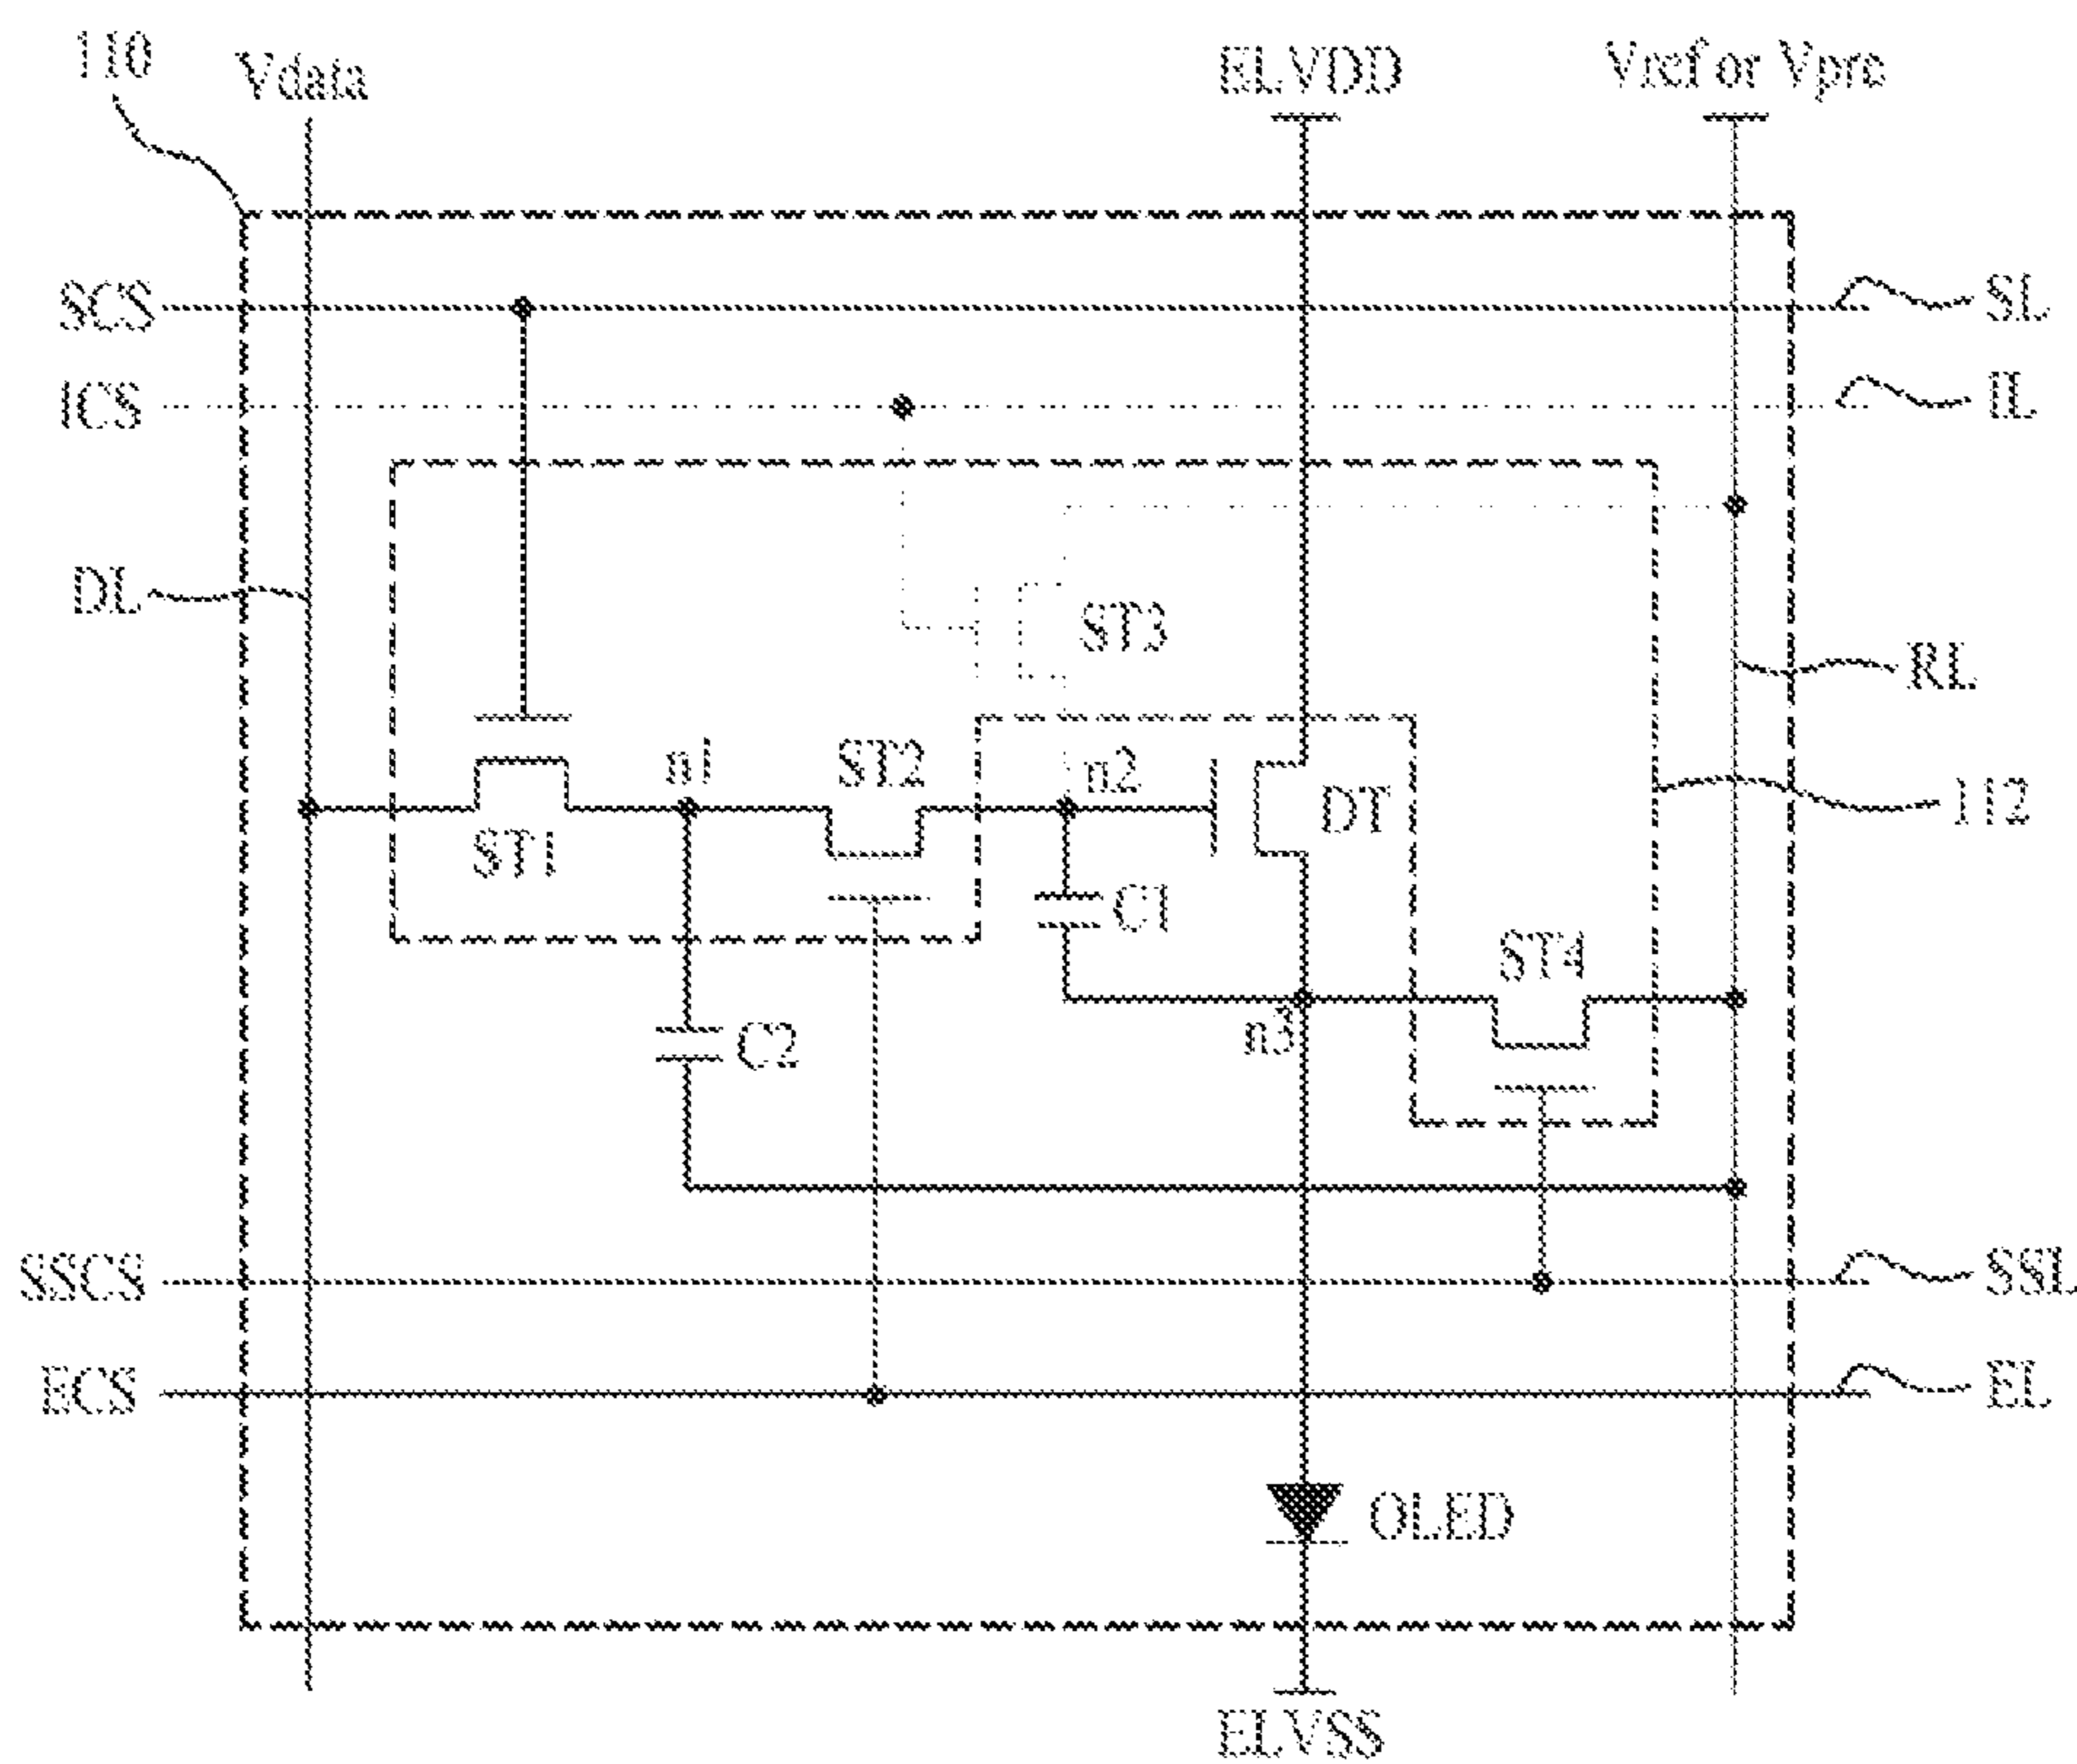 110
Vdata
ELVDD
Vref or Vpre
SCS
SL
ICS
IL
DL
ST3
RL
n1
ST2
n2
DT
112
ST1
C1
ST4
n3
C2
SSCS
SSL
ECS
EL
OLED
ELVSS